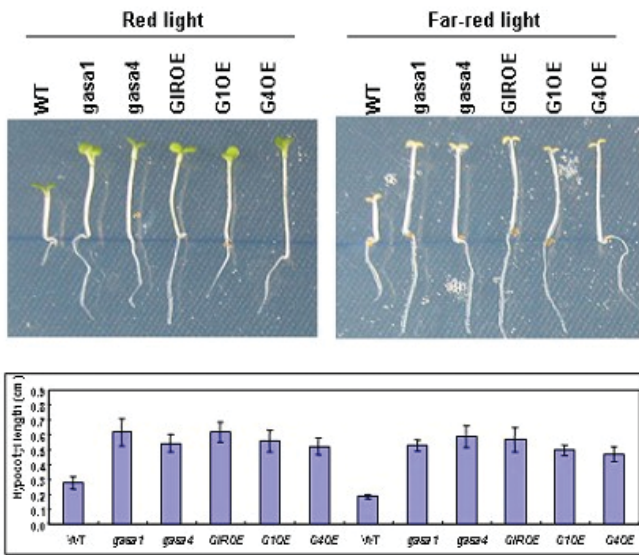 Red light Far-red light
WT gasa1 gasa4 GIROE G1OE G4OE WT gasa1 gasa4 GIROE G1OE G4OE
Hypocotyl length (cm)
0.9
0.8
0.7
0.6
0.5
0.4
0.3
0.2
0.1
0.0
WT gasa1 gasa4 GIROE G1OE G4OE WT gasa1 gasa4 GIROE G1OE G4OE